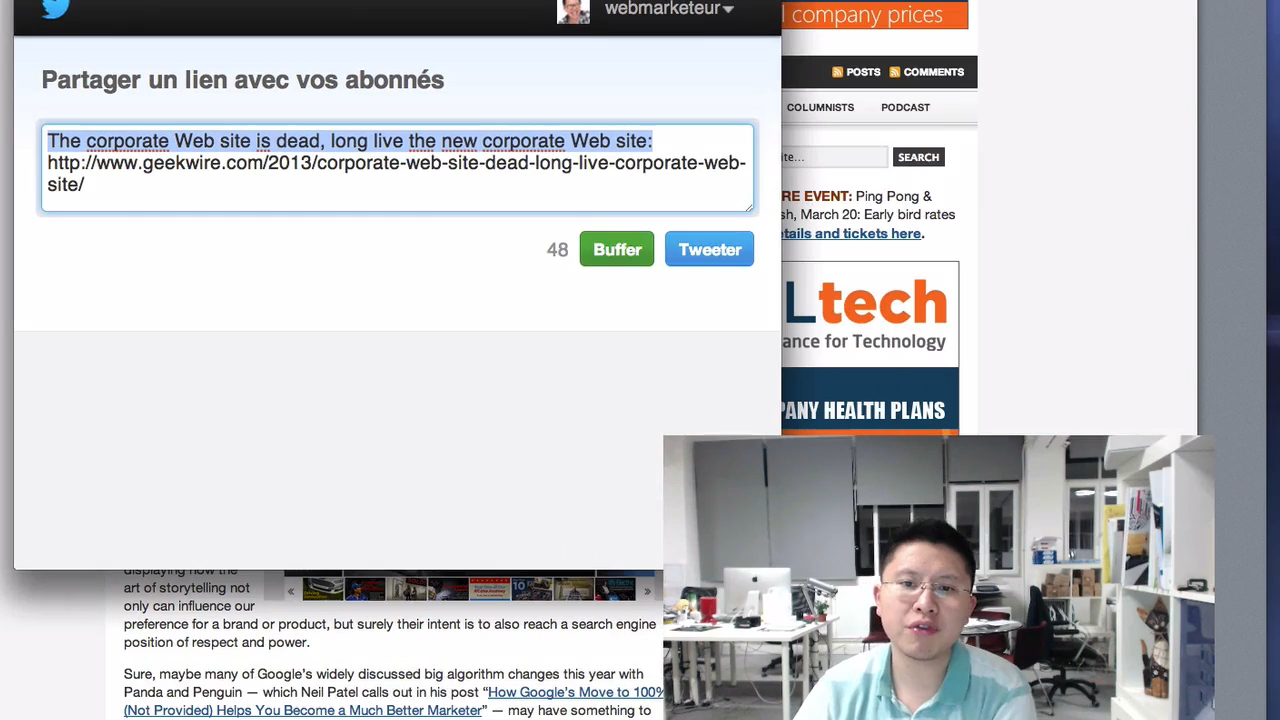 webmarketeur
Partager un lien avec vos abonnés
The corporate Web site is dead, long live the new corporate Web site:
http://www.geekwire.com/2013/corporate-web-site-dead-long-live-corporate-web-
site/
48
Buffer
Tweeter
company prices
POSTS
COMMENTS
COLUMNISTS
PODCAST
SEARCH
EVENT: Ping Pong &
March 20: Early bird rates
and tickets here.
Ltech
for Technology
HEALTH PLANS
displaying how the
art of storytelling not
only can influence our
preference for a brand or product, but surely their intent is to also reach a search engine
position of respect and power.
Sure, maybe many of Google's widely discussed big algorithm changes this year with
Panda and Penguin — which Neil Patel calls out in his post “How Google's Move to 100%
(Not Provided) Helps You Become a Much Better Marketer” — may have something to